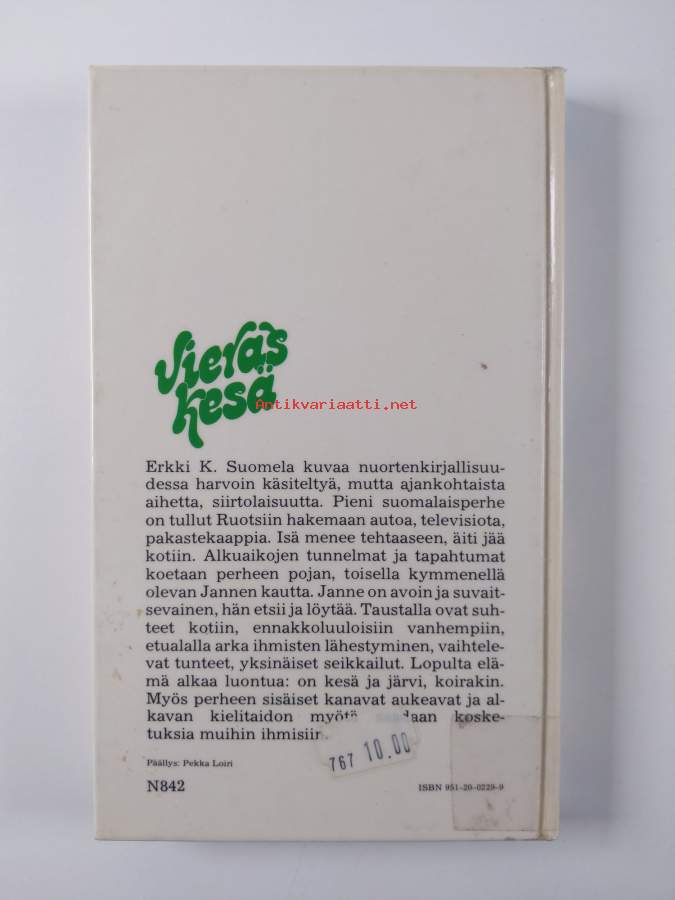 Vieras
kesä
Antikvariaatti.net
Erkki K. Suomela kuvaa nuortenkirjallisuu-
dessa harvoin käsiteltyä, mutta ajankohtaista
aihetta, siirtolaisuutta. Pieni suomalaisperhe
on tullut Ruotsiin hakemaan autoa, televisiota,
pakastekaappia. Isä menee tehtaaseen, äiti jää
kotiin. Alkuaikojen tunnelmat ja tapahtumat
koetaan perheen pojan, toisella kymmenellä
olevan Jannen kautta. Janne on avoin ja suvait-
sevainen, hän etsii ja löytää. Taustalla ovat suh-
teet kotiin, ennakkoluuloisiin vanhempiin,
etualalla arka ihmisten lähestyminen, vaihtele-
vat tunteet, yksinäiset seikkailut. Lopulta elä-
mä alkaa luontua: on kesä ja järvi, koirakin.
Myös perheen sisäiset kanavat aukeavat ja al-
kavan kielitaidon myötä daan koske-
tuksia muihin ihmisiin.
767 10.00
Päällys: Pekka Loiri
N842
ISBN 951-20-0229-9